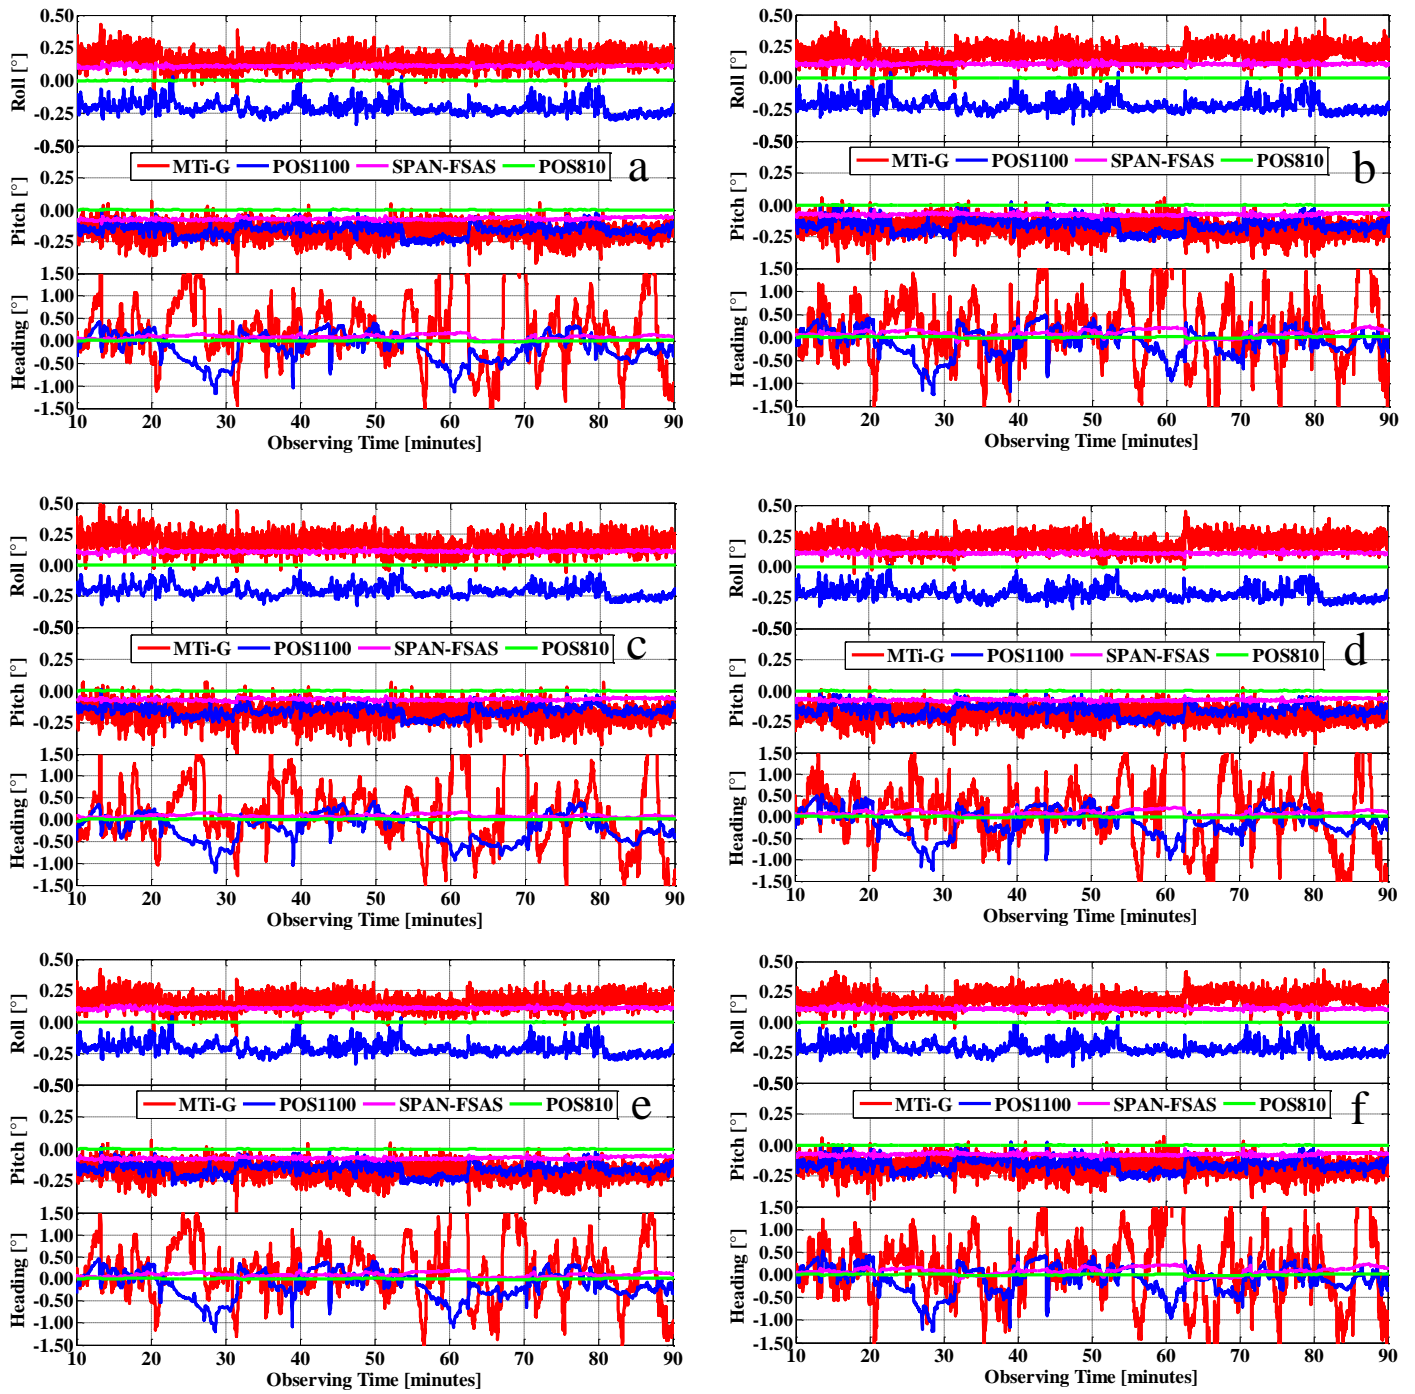 0.50
0.25
0.00
-0.25
-0.50
Roll [°]
MTi-G POS1100 SPAN-FSAS POS810 a
0.25
0.00
-0.25
Pitch [°]
1.50
1.00
0.50
0.00
-0.50
-1.00
-1.50
Heading [°]
10 20 30 40 50 60 70 80 90
Observing Time [minutes]
0.50
0.25
0.00
-0.25
-0.50
Roll [°]
MTi-G POS1100 SPAN-FSAS POS810 b
0.25
0.00
-0.25
Pitch [°]
1.50
1.00
0.50
0.00
-0.50
-1.00
-1.50
Heading [°]
10 20 30 40 50 60 70 80 90
Observing Time [minutes]
0.50
0.25
0.00
-0.25
-0.50
Roll [°]
MTi-G POS1100 SPAN-FSAS POS810 c
0.25
0.00
-0.25
Pitch [°]
1.50
1.00
0.50
0.00
-0.50
-1.00
-1.50
Heading [°]
10 20 30 40 50 60 70 80 90
Observing Time [minutes]
0.50
0.25
0.00
-0.25
-0.50
Roll [°]
MTi-G POS1100 SPAN-FSAS POS810 d
0.25
0.00
-0.25
Pitch [°]
1.50
1.00
0.50
0.00
-0.50
-1.00
-1.50
Heading [°]
10 20 30 40 50 60 70 80 90
Observing Time [minutes]
0.50
0.25
0.00
-0.25
-0.50
Roll [°]
MTi-G POS1100 SPAN-FSAS POS810 e
0.25
0.00
-0.25
Pitch [°]
1.50
1.00
0.50
0.00
-0.50
-1.00
-1.50
Heading [°]
10 20 30 40 50 60 70 80 90
Observing Time [minutes]
0.50
0.25
0.00
-0.25
-0.50
Roll [°]
MTi-G POS1100 SPAN-FSAS POS810 f
0.25
0.00
-0.25
Pitch [°]
1.50
1.00
0.50
0.00
-0.50
-1.00
-1.50
Heading [°]
10 20 30 40 50 60 70 80 90
Observing Time [minutes]